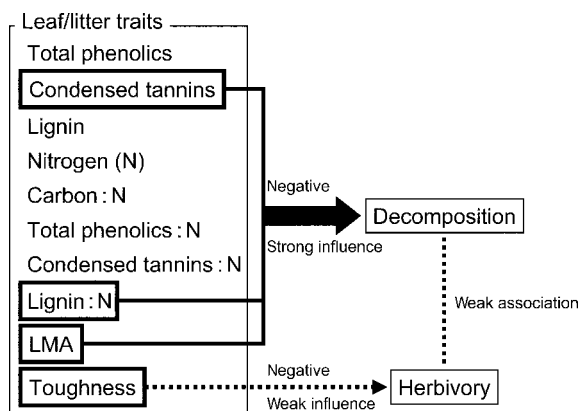 Leaf/litter traits
Total phenolics
Condensed tannins
Lignin
Nitrogen (N)
Carbon : N
Total phenolics : N
Condensed tannins : N
Lignin : N
LMA
Toughness
Negative
Strong influence
Decomposition
Weak association
Negative
Weak influence
Herbivory